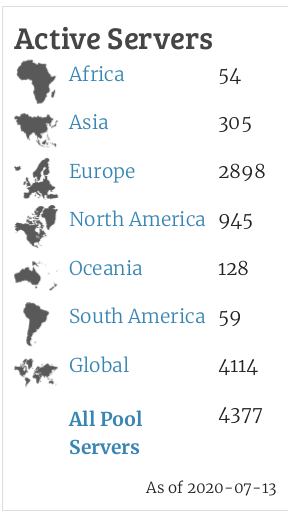 Active Servers
Africa 54
Asia 305
Europe 2898
North America 945
Oceania 128
South America 59
Global 4114
All Pool 4377
Servers
As of 2020-07-13